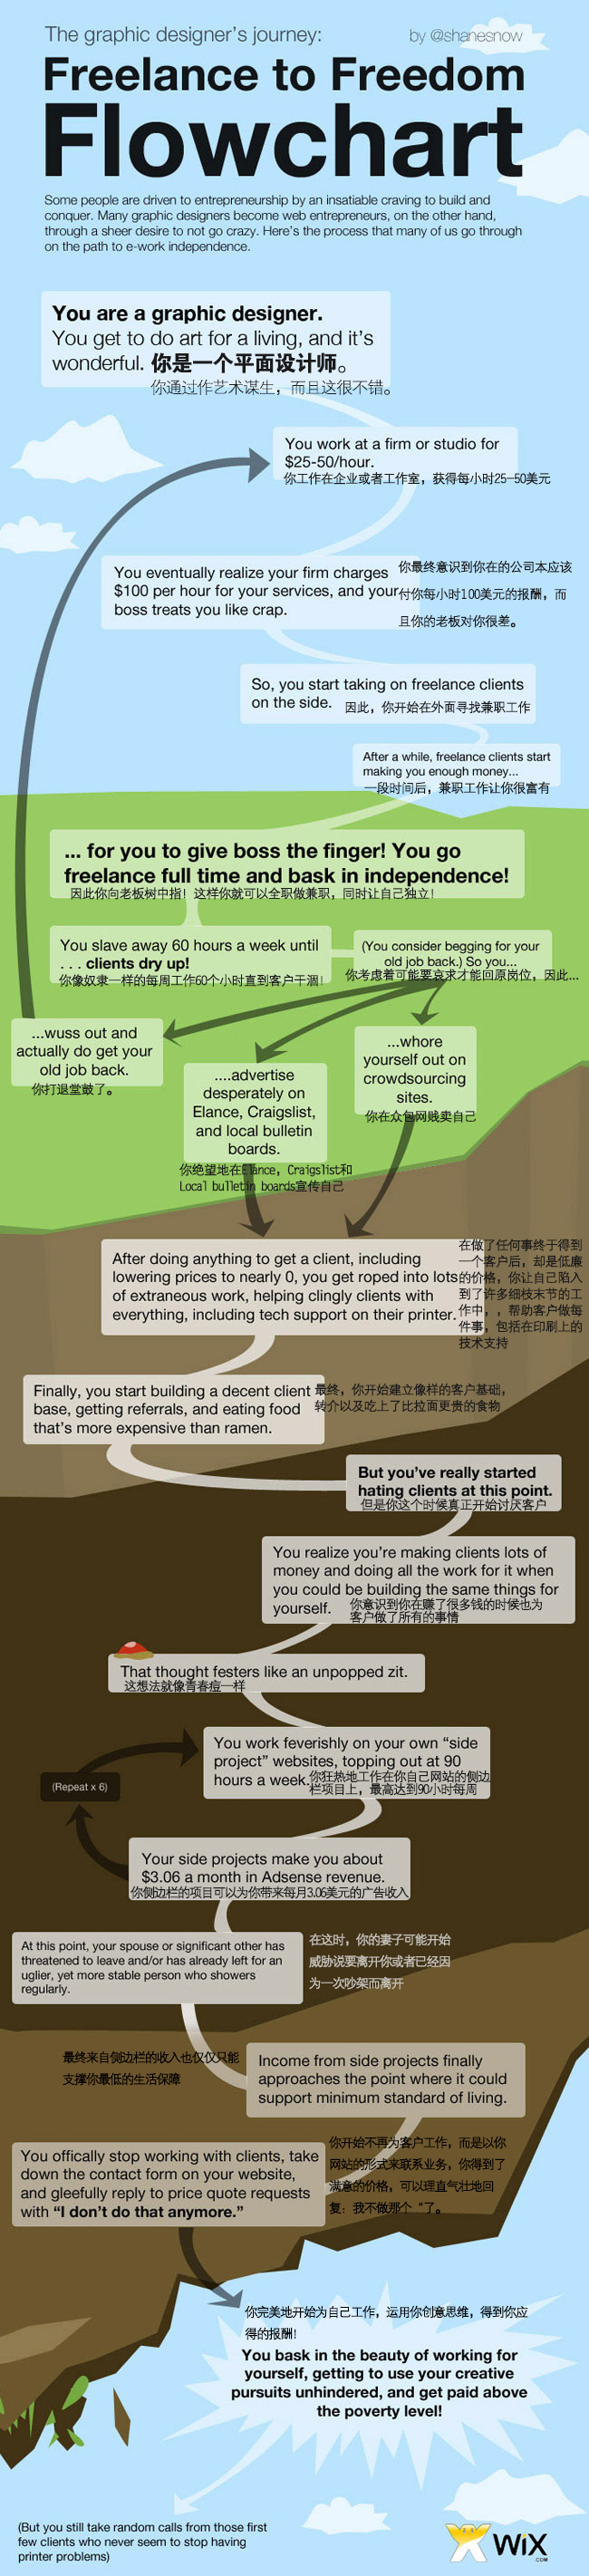 The graphic designer's journey:
by @shanesnow
Freelance to Freedom
Flowchart
Some people are driven to entrepreneurship by an insatiable craving to build and
conquer. Many graphic designers become web entrepreneurs, on the other hand,
through a sheer desire to not go crazy. Here's the process that many of us go through
on the path to e-work independence.
You are a graphic designer.
You get to do art for a living, and it's
wonderful. 你是一个平面设计师。
你通过作艺术谋生，而且这很不错。
You work at a firm or studio for
$25-50/hour.
你工作在企业或者工作室，获得每小时25-50美元
You eventually realize your firm charges
$100 per hour for your services, and your
boss treats you like crap.
你最终意识到你在的公司本应该
付你每小时100美元的报酬，而
且你的老板对你很差。
So, you start taking on freelance clients
on the side. 因此，你开始在外面寻找兼职工作
After a while, freelance clients start
making you enough money...
一段时间后，兼职工作让你很富有
... for you to give boss the finger! You go
freelance full time and bask in independence!
因此你向老板树中指！这样你就可以全职做兼职，同时让自己独立！
You slave away 60 hours a week until
. . . clients dry up!
你像奴隶一样的每周工作60个小时直到客户干涸！
(You consider begging for your
old job back.) So you...
你考虑着可能要哀求才能回原岗位，因此...
...wuss out and
actually do get your
old job back.
你打退堂鼓了。
....advertise
desperately on
Elance, Craigslist,
and local bulletin
boards.
你绝望地在Elance，Craigslist和
Local bulletin boards宣传自己
...whore
yourself out on
crowdsourcing
sites.
你在众包网贱卖自己
After doing anything to get a client, including
lowering prices to nearly 0, you get roped into lots
of extraneous work, helping clingly clients with
everything, including tech support on their printer.
在做了任何事终于得到
一个客户后，却是低廉
的价格，你让自己陷入
到了许多细枝末节的工
作中，，帮助客户做每
件事，包括在印刷上的
技术支持
Finally, you start building a decent client
base, getting referrals, and eating food
that's more expensive than ramen.
最终，你开始建立像样的客户基础，
转介以及吃上了比拉面更贵的食物
But you've really started
hating clients at this point.
但是你这个时候真正开始讨厌客户
You realize you're making clients lots of
money and doing all the work for it when
you could be building the same things for
yourself.
你意识到你在赚了很多钱的时候也为
客户做了所有的事情
That thought festers like an unpopped zit.
这想法就像青春痘一样
You work feverishly on your own “side
project” websites, topping out at 90
hours a week.
你狂热地工作在你自己网站的侧边
栏项目上，最高达到90小时每周
(Repeat x 6)
Your side projects make you about
$3.06 a month in Adsense revenue.
你侧边栏的项目可以为你带来每月3.06美元的广告收入
At this point, your spouse or significant other has
threatened to leave and/or has already left for an
uglier, yet more stable person who showers
regularly.
在这时，你的妻子可能开始
威胁说要离开你或者已经因
为一次吵架而离开
最终来自侧边栏的收入也仅仅只能
支撑你最低的生活保障
Income from side projects finally
approaches the point where it could
support minimum standard of living.
You offically stop working with clients, take
down the contact form on your website,
and gleefully reply to price quote requests
with “I don't do that anymore.”
你开始不再为客户工作，而是以你
网站的形式来联系业务，你得到了
满意的价格，可以理直气壮地回
复：我不做那个“了。
你完美地开始为自己工作，运用你创意思维，得到你应
得的报酬！
You bask in the beauty of working for
yourself, getting to use your creative
pursuits unhindered, and get paid above
the poverty level!
(But you still take random calls from those first
few clients who never seem to stop having
printer problems)
WiX
.COM